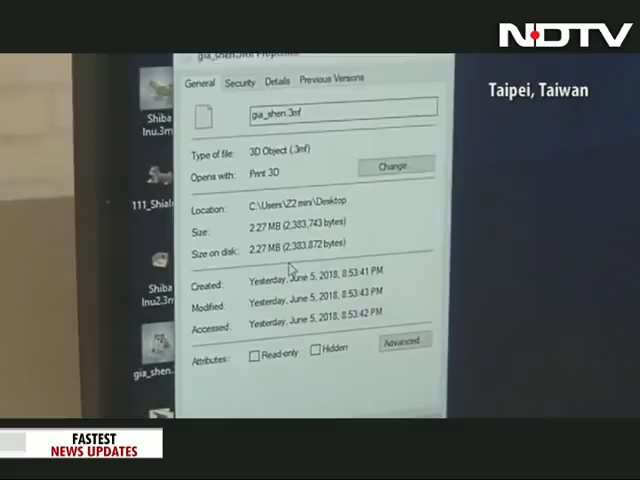 NDTV
Taipei, Taiwan
gia_shen.3mf Properties
General Security Details Previous Versions
gia_shen.3mf
Type of file: 3D Object (.3mf)
Opens with: Print 3D Change...
Location: C:\Users\Z2 mini\Desktop
Size: 2.27 MB (2,383,743 bytes)
Size on disk: 2.27 MB (2,383,872 bytes)
Created: Yesterday, June 5, 2018, 8:53:41 PM
Modified: Yesterday, June 5, 2018, 8:53:43 PM
Accessed: Yesterday, June 5, 2018, 8:53:42 PM
Attributes: Read-only Hidden Advanced...
Shiba
Inu.3m
Shiba
Inu2.3m
gia_shen...
FASTEST
NEWS UPDATES